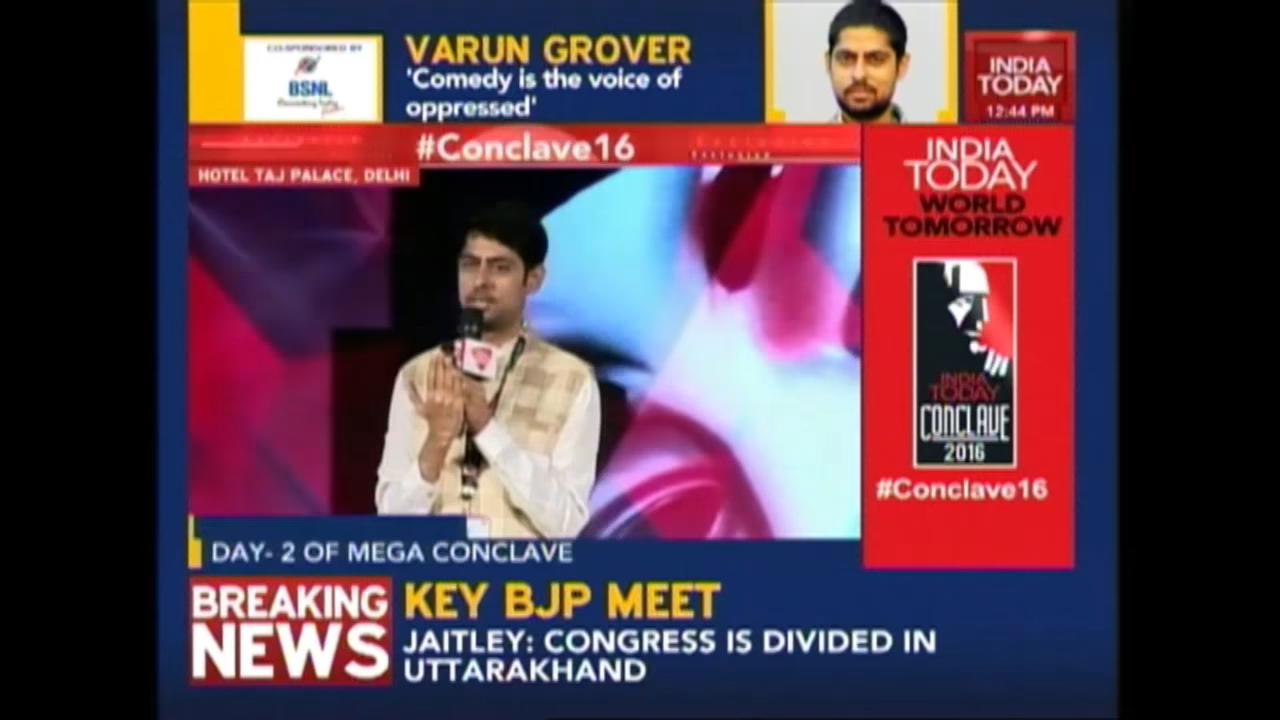 CO-SPONSORED BY
BSNL
VARUN GROVER
'Comedy is the voice of
oppressed'
INDIA
TODAY
12:44 PM
#Conclave16
HOTEL TAJ PALACE, DELHI
INDIA
TODAY
WORLD
TOMORROW
INDIA
TODAY
CONCLAVE
2016
#Conclave16
DAY- 2 OF MEGA CONCLAVE
BREAKING
NEWS
KEY BJP MEET
JAITLEY: CONGRESS IS DIVIDED IN
UTTARAKHAND